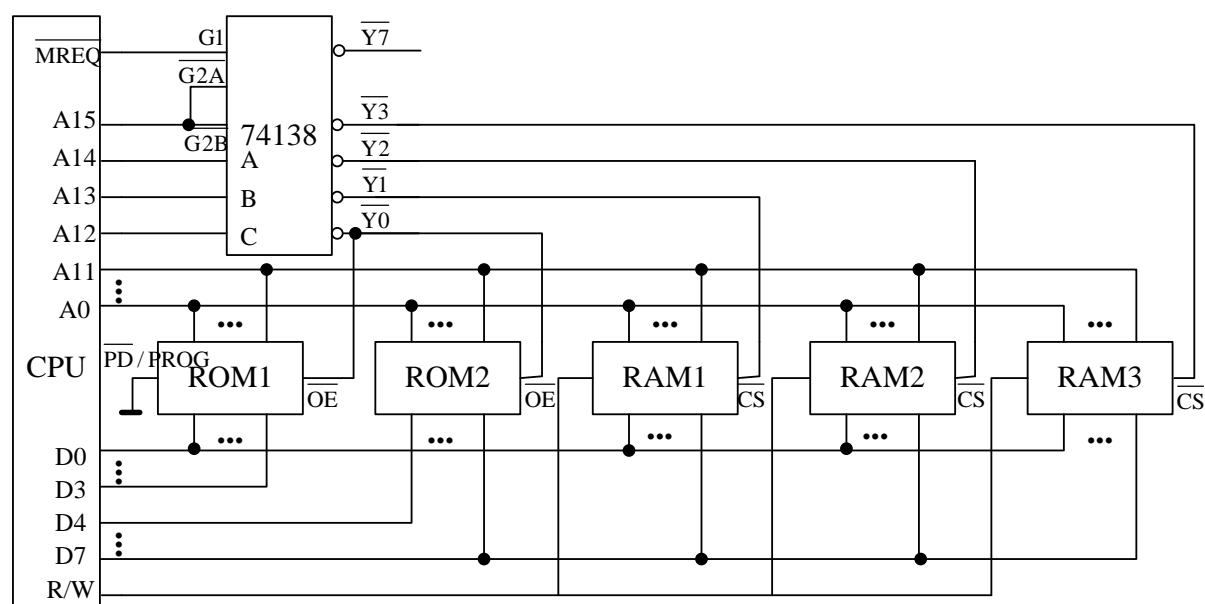 G1
Y7
MREQ
G2A
Y3
A15
74138
G2B
Y2
A14
A
Y1
A13
B
Y0
A12
C
A11
•••
A0
••• ••• ••• ••• •••
PD / PROG
CPU
ROM1
ROM2
RAM1
RAM2
RAM3
OE
OE
CS
CS
CS
••• ••• ••• ••• •••
D0
•••
D3
D4
•••
D7
R/W